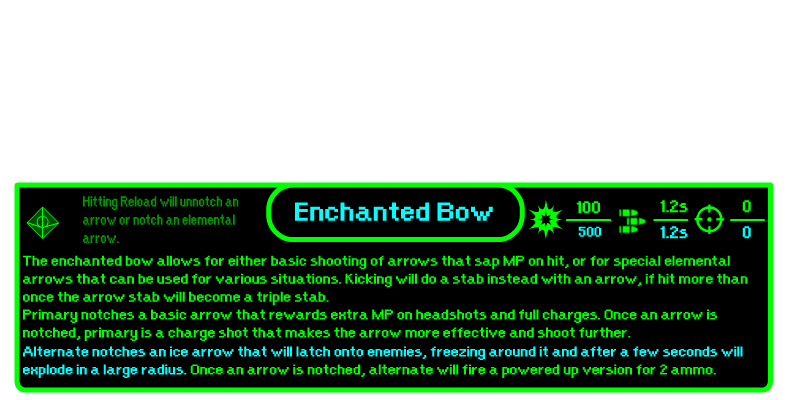 Hitting Reload will unnotch an
arrow or notch an elemental
arrow.
Enchanted Bow
100
500
1.2s
1.2s
0
0
The enchanted bow allows for either basic shooting of arrows that sap MP on hit, or for special elemental
arrows that can be used for various situations. Kicking will do a stab instead with an arrow, if hit more than
once the arrow stab will become a triple stab.
Primary notches a basic arrow that rewards extra MP on headshots and full charges. Once an arrow is
notched, primary is a charge shot that makes the arrow more effective and shoot further.
Alternate notches an ice arrow that will latch onto enemies, freezing around it and after a few seconds will
explode in a large radius. Once an arrow is notched, alternate will fire a powered up version for 2 ammo.